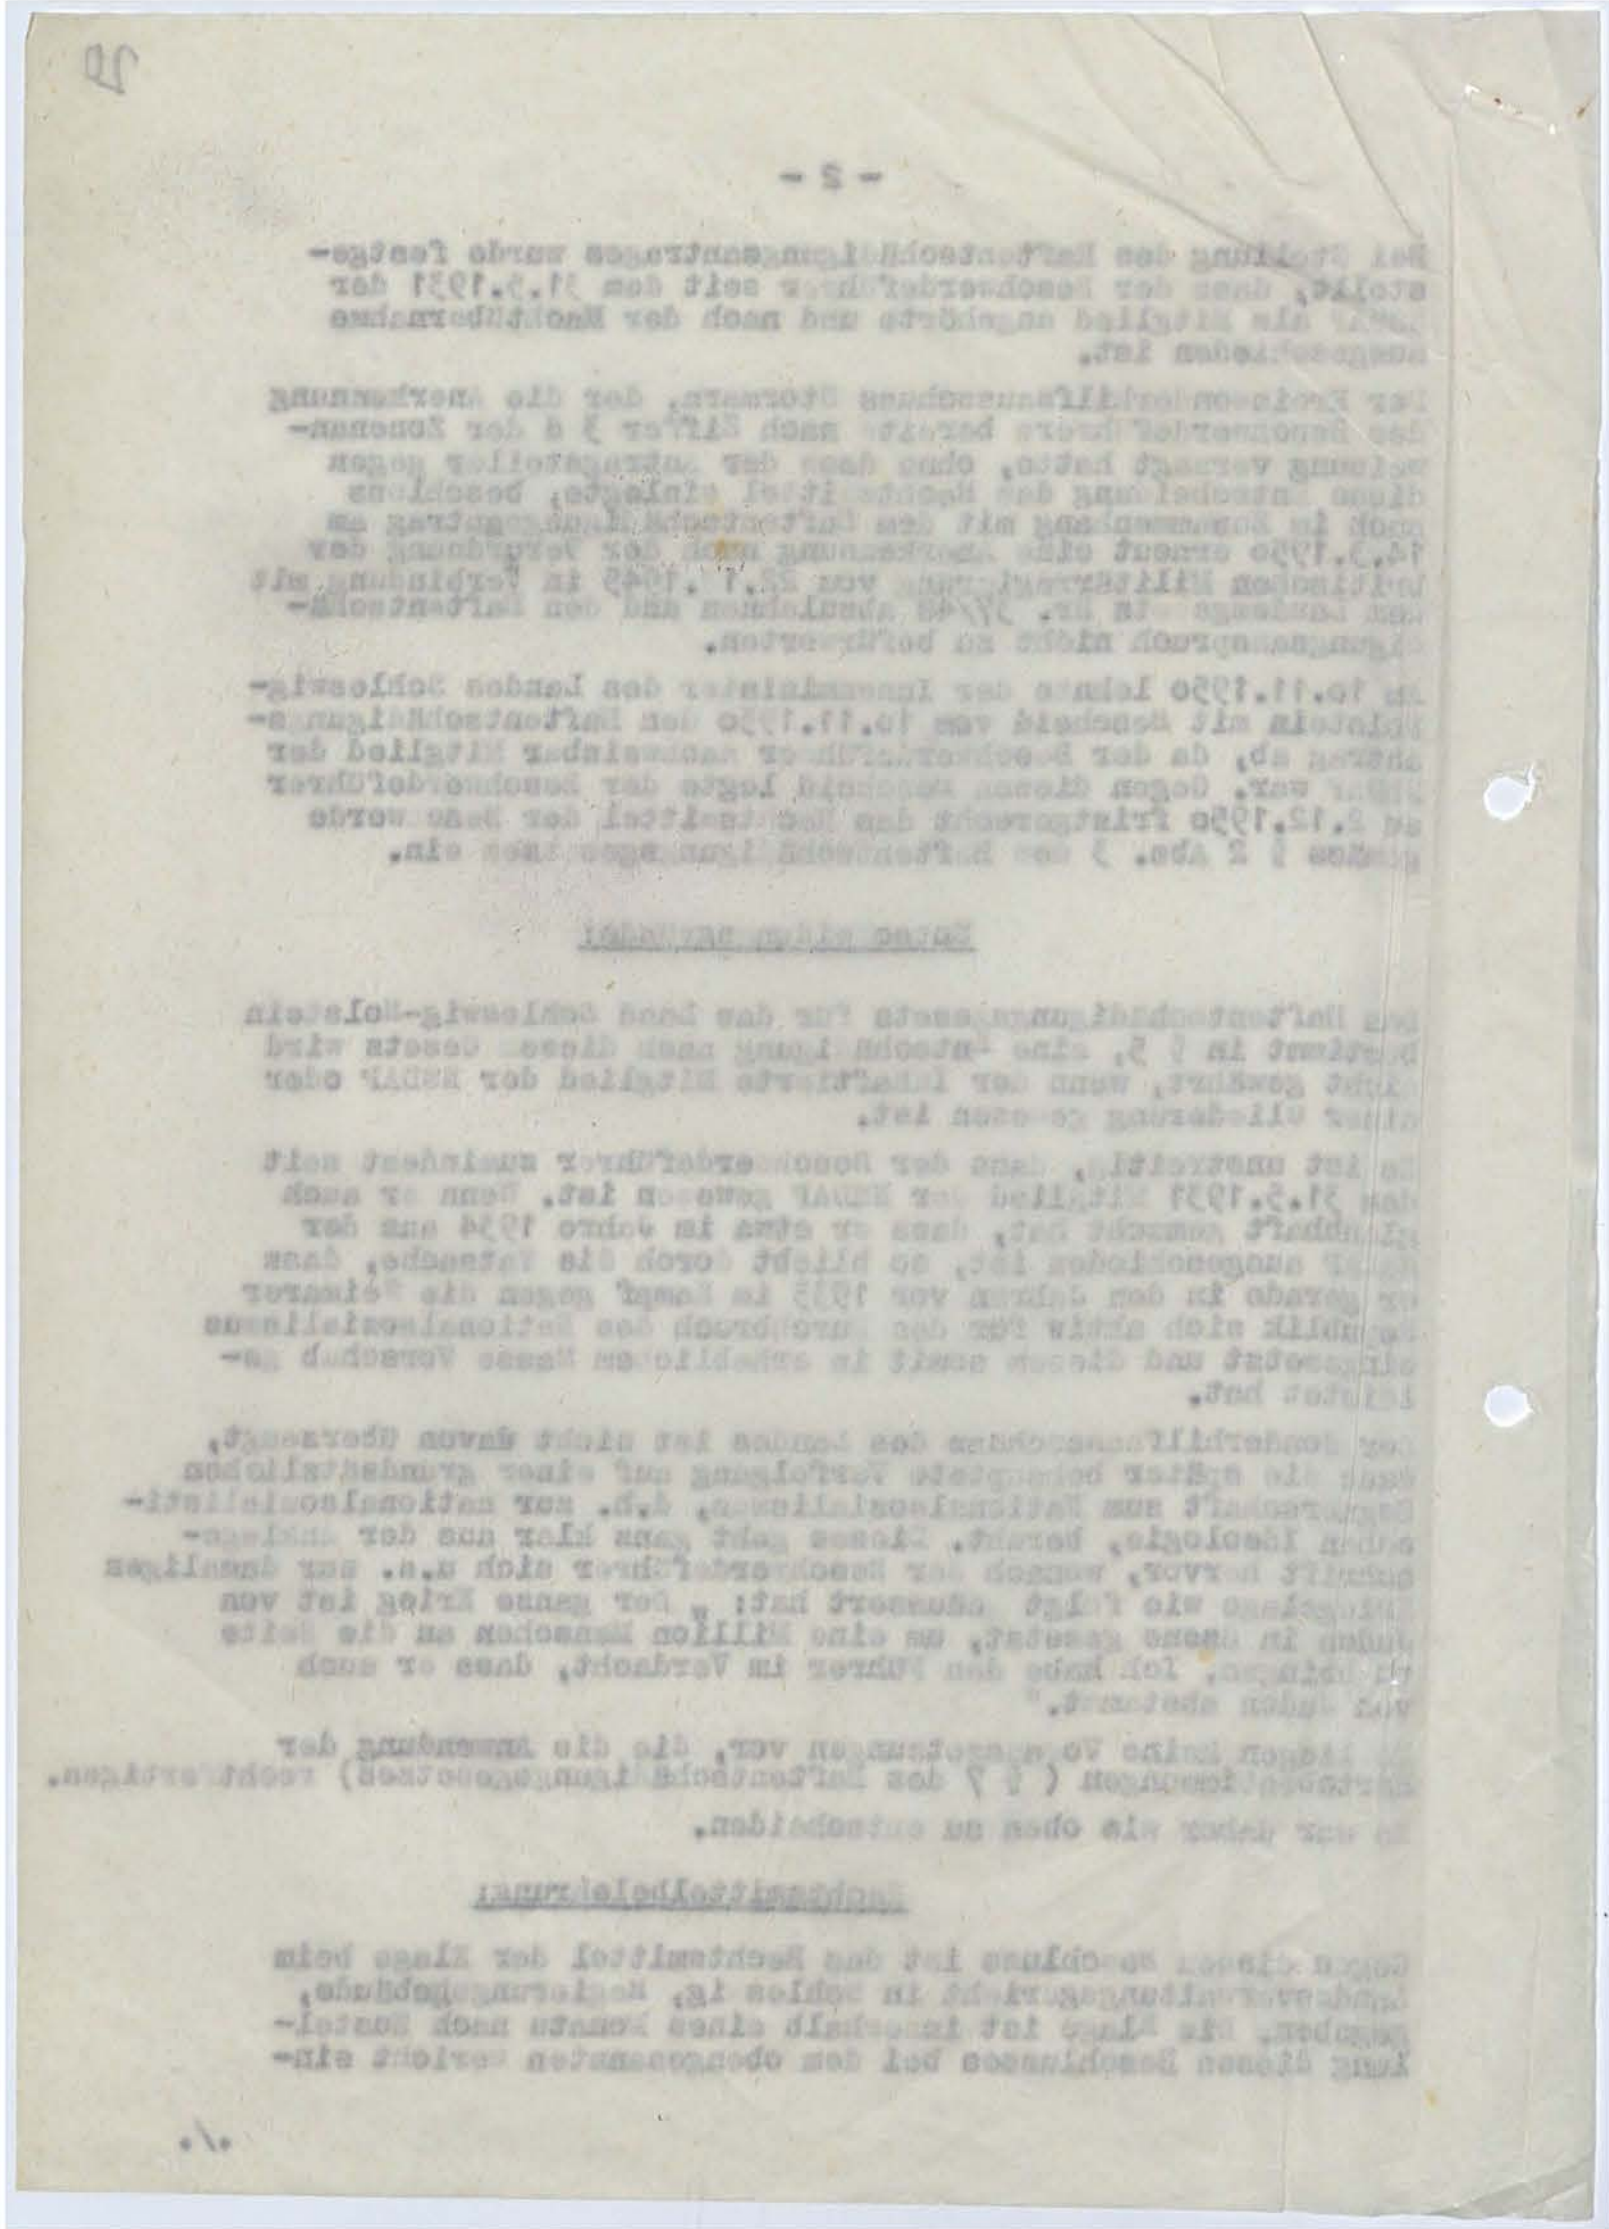 20
- 2 -
Bei Stellung des Haftentschädigungsantrages wurde festge-
stellt, dass der Beschwerdeführer seit dem 31.5.1931 der
NSDAP als Mitglied angehörte und nach der Machtübernahme
ausgeschieden ist.
Der Kreissonderhilfsausschuss Stormarn, der die Anerkennung
des Beschwerdeführers bereits nach Ziffer 3 d der Zonenan-
weisung versagt hatte, ohne dass der Antragsteller gegen
diese Entscheidung das Rechtsmittel einlegte, beschloss
auch im Zusammenhang mit dem Haftentschädigungsantrag am
14.3.1950 erneut eine Anerkennung nach der Verordnung der
britischen Militärregierung vom 22.1 .1945 in Verbindung mit
dem Landesgesetz Nr. 37/48 abzulehnen und den Haftentschä-
digungsanspruch nicht zu befürworten.
Am 10.11.1950 lehnte der Innenminister des Landes Schleswig-
Holstein mit Bescheid vom 10.11.1950 den Haftentschädigungs-
antrag ab, da der Beschwerdeführer nachweisbar Mitglied der
NSDAP war. Gegen diesen Bescheid legte der Beschwerdeführer
am 2.12.1950 fristgerecht das Rechtsmittel der Beschwerde
gemäss § 2 Abs. 3 des Haftentschädigungsgesetzes ein.
Entscheidungsgründe:
Das Haftentschädigungsgesetz für das Land Schleswig-Holstein
bestimmt in § 5, eine Entschädigung nach diesem Gesetz wird
nicht gewährt, wenn der Inhaftierte Mitglied der NSDAP oder
einer Gliederung gewesen ist.
Es ist unstreitig, dass der Beschwerdeführer zumindest seit
dem 31.5.1931 Mitglied der NSDAP gewesen ist. Wenn er auch
glaubhaft gemacht hat, dass er etwa im Jahre 1934 aus der
NSDAP ausgeschieden ist, so bliebt dorch die Tatsache, dass
er gerade in den Jahren vor 1933 im Kampf gegen die Weimarer
Republik sich aktiv für den Durchbruch des Nationalsozialismus
eingesetzt und diesem somit in erheblichem Masse Vorschub ge-
leistet hat.
Der Sonderhilfsausschuss des Landes ist nicht davon überzeugt,
dass die später behauptete Verfolgung auf einer grundsätzlichen
Gegnerschaft zum Nationalsozialismus, d.h. zur nationalsozialisti-
schen Ideologie, beruht. Dieses geht ganz klar aus der Anklage-
schrift hervor, wonach der Beschwerdeführer sich u.a. zur damaligen
Kriegslage wie folgt geäussert hat: " Der ganze Krieg ist von
Juden in Szene gesetzt, um eine Million Menschen an die Seite
zu bringen. Ich habe den Führer im Verdacht, dass er auch
von Juden abstammt."
Es liegen keine Voraussetzungen vor, die die Anwendung der
Härtebestimmungen ( § 7 des Haftentschädigungsgesetzes) rechtfertigen.
Es war daher wie oben zu entscheiden.
Rechtsmittelbelehrung:
Gegen diesen Beschluss ist das Rechtsmittel der Klage beim
Landesverwaltungsgericht in Schleswig, Regierungsgebäude,
gegeben. Die Klage ist innerhalb eines Monats nach Zustel-
lung dieses Beschlusses bei dem obengenannten Gericht ein-
./.